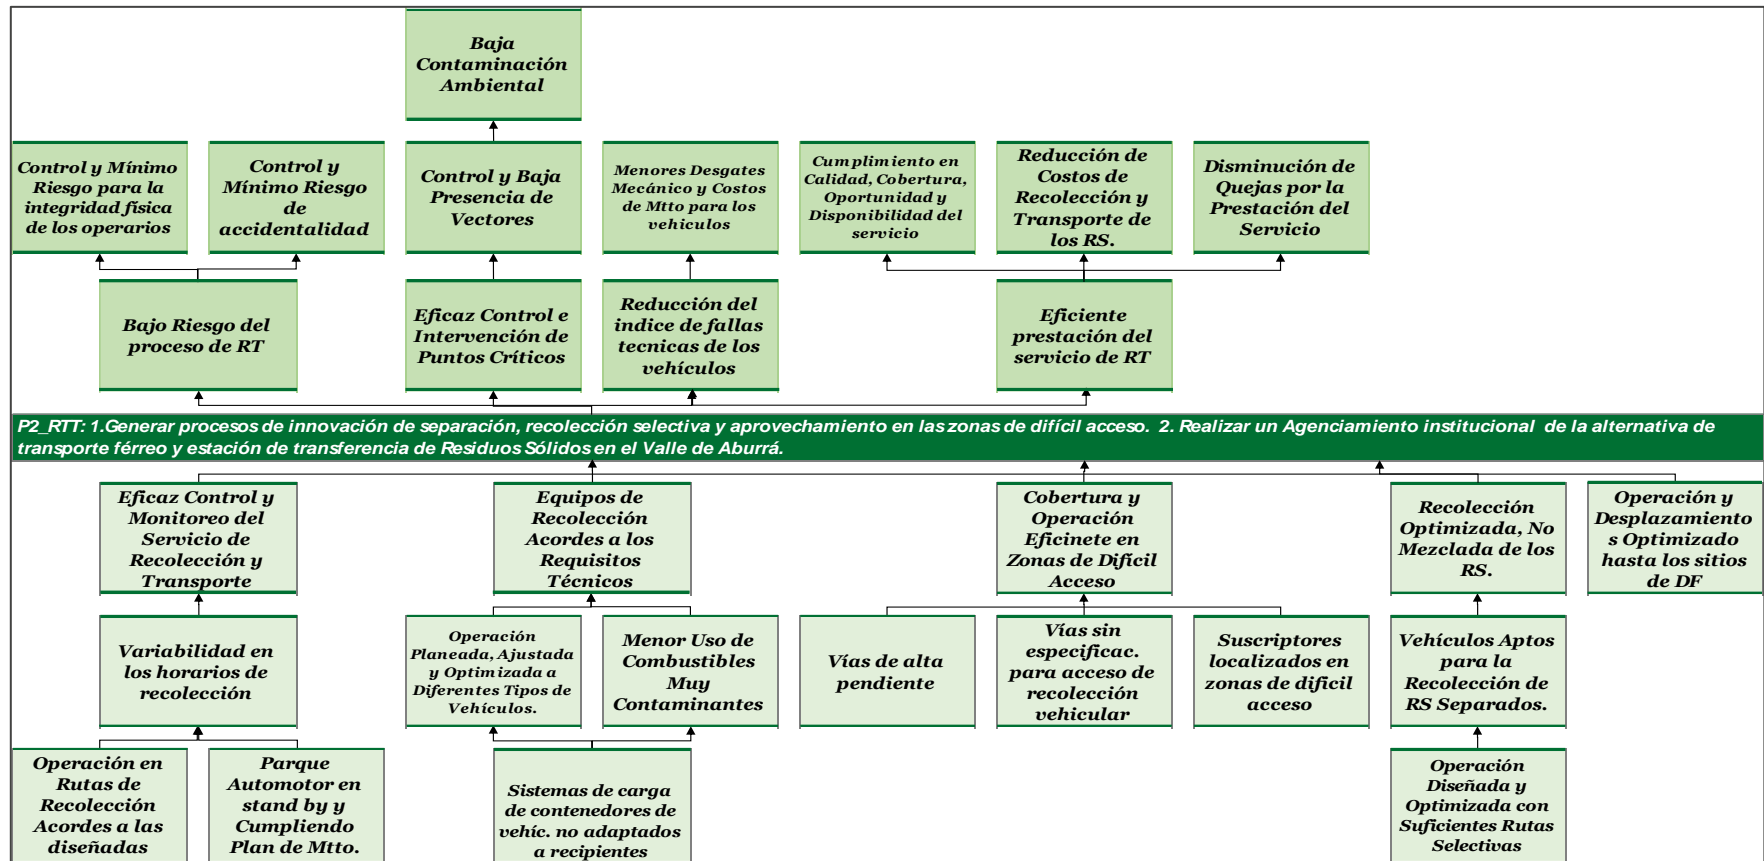 Baja
Contaminación
Ambiental
Control y Mínimo
Riesgo para la
integridad física
de los operarios
Control y
Mínimo Riesgo
de
accidentalidad
Control y Baja
Presencia de
Vectores
Menores Desgates
Mecánico y Costos
de Mtto para los
vehiculos
Cumplimiento en
Calidad, Cobertura,
Oportunidad y
Disponibilidad del
servicio
Reducción de
Costos de
Recolección y
Transporte de
los RS.
Disminución de
Quejas por la
Prestación del
Servicio
Bajo Riesgo del
proceso de RT
Eficaz Control e
Intervención de
Puntos Críticos
Reducción del
indice de fallas
tecnicas de los
vehículos
Eficiente
prestación del
servicio de RT
P2_RTT: 1.Generar procesos de innovación de separación, recolección selectiva y aprovechamiento en las zonas de difícil acceso. 2. Realizar un Agenciamiento institucional de la alternativa de
transporte férreo y estación de transferencia de Residuos Sólidos en el Valle de Aburrá.
Eficaz Control y
Monitoreo del
Servicio de
Recolección y
Transporte
Equipos de
Recolección
Acordes a los
Requisitos
Técnicos
Cobertura y
Operación
Eficinete en
Zonas de Difícil
Acceso
Recolección
Optimizada, No
Mezclada de los
RS.
Operación y
Desplazamiento
s Optimizado
hasta los sitios
de DF
Variabilidad en
los horarios de
recolección
Operación
Planeada, Ajustada
y Optimizada a
Diferentes Tipos de
Vehículos.
Menor Uso de
Combustibles
Muy
Contaminantes
Vías de alta
pendiente
Vías sin
especificac.
para acceso de
recolección
vehicular
Suscriptores
localizados en
zonas de dificil
acceso
Vehículos Aptos
para la
Recolección de
RS Separados.
Operación en
Rutas de
Recolección
Acordes a las
diseñadas
Parque
Automotor en
stand by y
Cumpliendo
Plan de Mtto.
Sistemas de carga
de contenedores de
vehíc. no adaptados
a recipientes
Operación
Diseñada y
Optimizada con
Suficientes Rutas
Selectivas